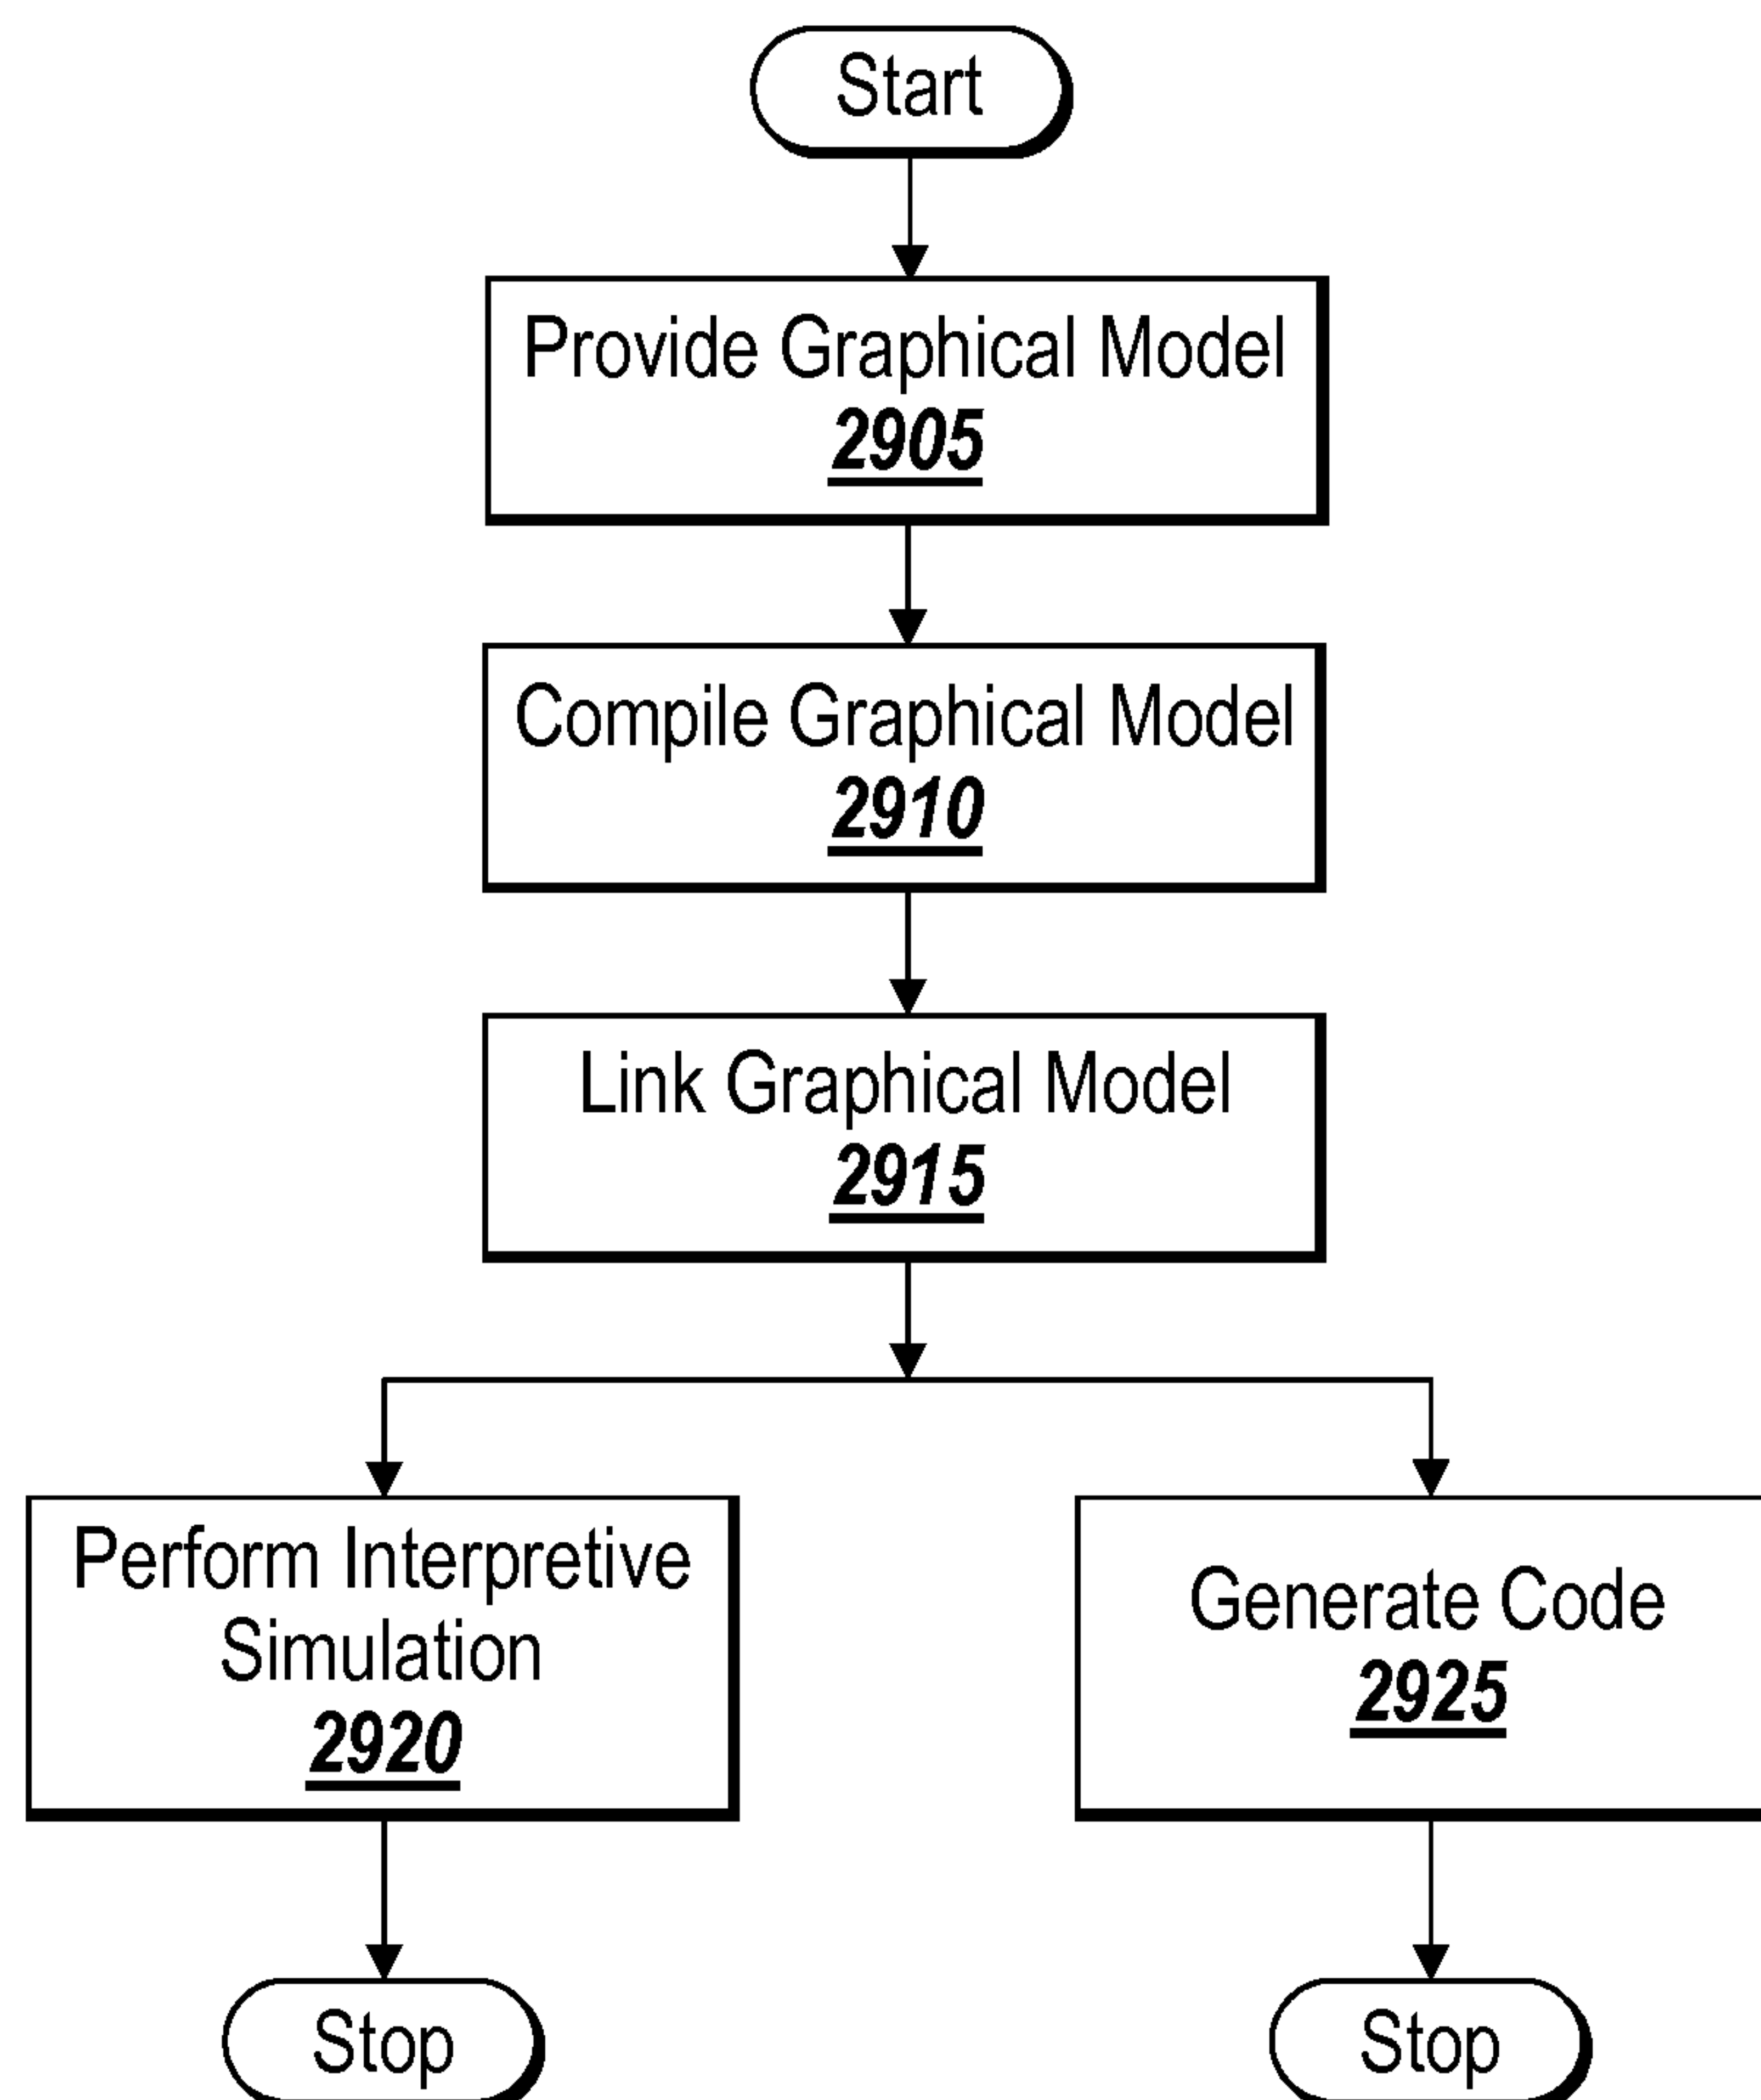 Start
Provide Graphical Model
2905
Compile Graphical Model
2910
Link Graphical Model
2915
Perform Interpretive
Simulation
2920
Generate Code
2925
Stop
Stop